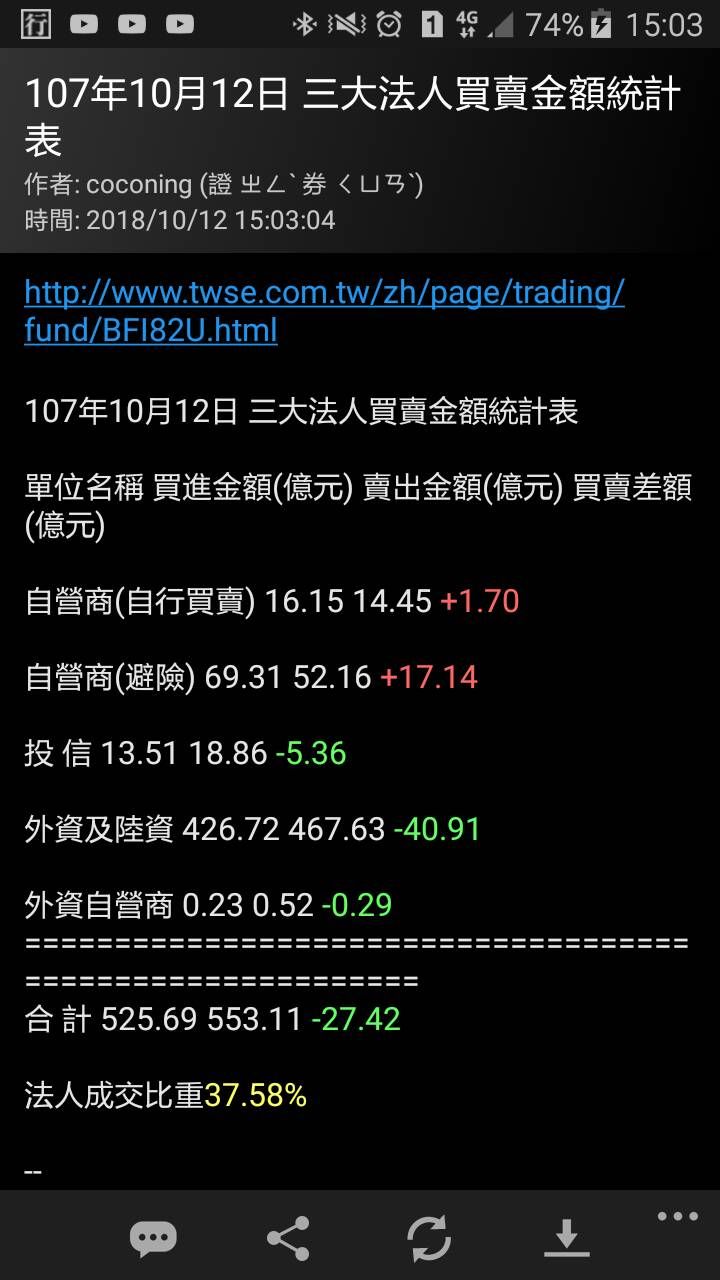 行 1 4G 74% 15:03
107年10月12日 三大法人買賣金額統計
表
作者: coconing (證 ㄓㄥˋ券 ㄑㄩㄢˋ)
時間: 2018/10/12 15:03:04
http://www.twse.com.tw/zh/page/trading/
fund/BFI82U.html
107年10月12日 三大法人買賣金額統計表
單位名稱 買進金額(億元) 賣出金額(億元) 買賣差額
(億元)
自營商(自行買賣) 16.15 14.45 +1.70
自營商(避險) 69.31 52.16 +17.14
投 信 13.51 18.86 -5.36
外資及陸資 426.72 467.63 -40.91
外資自營商 0.23 0.52 -0.29
=====================================
======================
合 計 525.69 553.11 -27.42
法人成交比重37.58%
--